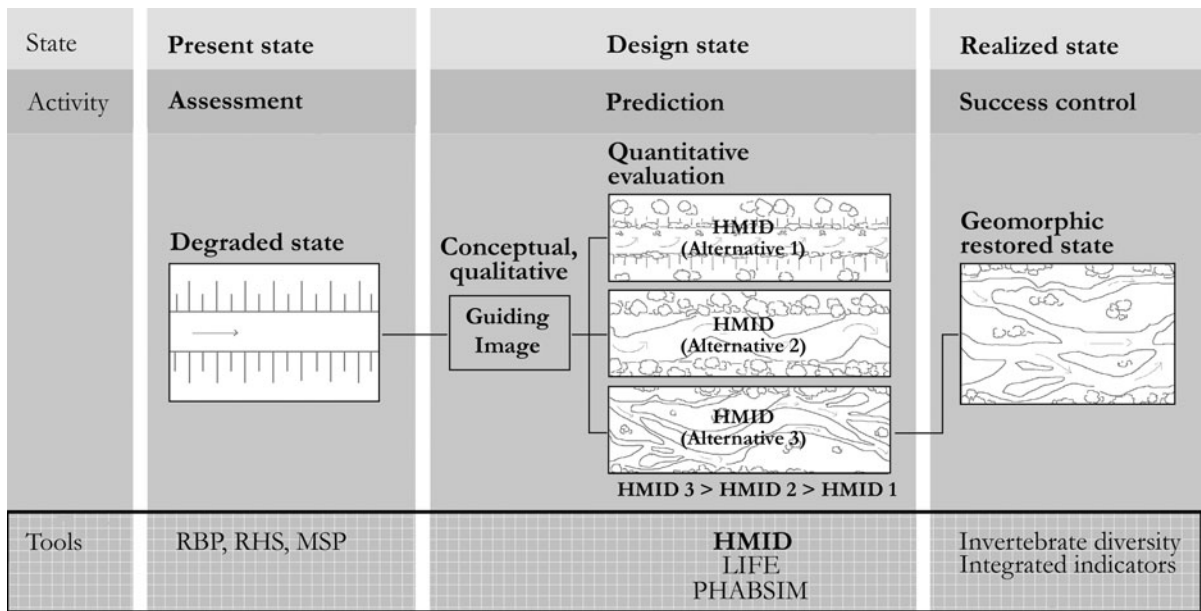 State
Present state
Design state
Realized state
Activity
Assessment
Prediction
Success control
Quantitative
evaluation
Degraded state
Conceptual,
qualitative
Guiding
Image
HMID
(Alternative 1)
HMID
(Alternative 2)
HMID
(Alternative 3)
HMID 3 > HMID 2 > HMID 1
Geomorphic
restored state
Tools
RBP, RHS, MSP
HMID
LIFE
PHABSIM
Invertebrate diversity
Integrated indicators